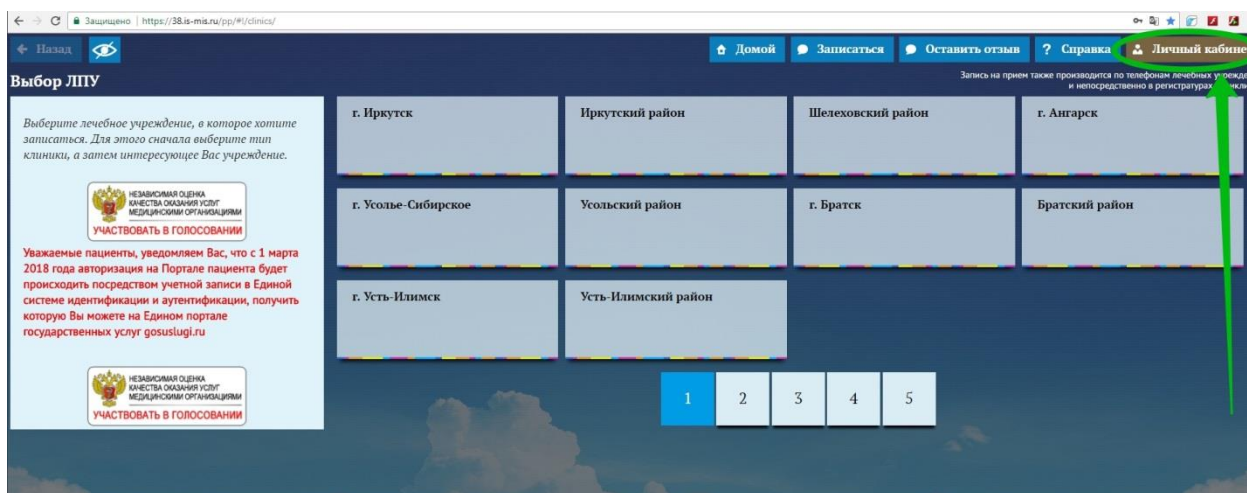 Защищено | https://38.is-mis.ru/pp/#!/clinics/
Назад
Домой
Записаться
Оставить отзыв
? Справка
Личный кабине
Выбор ЛПУ
Запись на прием также производится по телефонам лечебных
и непосредственно в регистратурах
Выберите лечебное учреждение, в которое хотите
записаться. Для этого сначала выберите тип
клиники, а затем интересующее Вас учреждение.
НЕЗАВИСИМАЯ ОЦЕНКА
КАЧЕСТВА ОКАЗАНИЯ УСЛУГ
МЕДИЦИНСКИМИ ОРГАНИЗАЦИЯМИ
УЧАСТВОВАТЬ В ГОЛОСОВАНИИ
Уважаемые пациенты, уведомляем Вас, что с 1 марта
2018 года авторизация на Портале пациента будет
происходить посредством учетной записи в Единой
системе идентификации и аутентификации, получить
которую Вы можете на Едином портале
государственных услуг gosuslugi.ru
НЕЗАВИСИМАЯ ОЦЕНКА
КАЧЕСТВА ОКАЗАНИЯ УСЛУГ
МЕДИЦИНСКИМИ ОРГАНИЗАЦИЯМИ
УЧАСТВОВАТЬ В ГОЛОСОВАНИИ
г. Иркутск
Иркутский район
Шелеховский район
г. Ангарск
г. Усолье-Сибирское
Усольский район
г. Братск
Братский район
г. Усть-Илимск
Усть-Илимский район
1 2 3 4 5